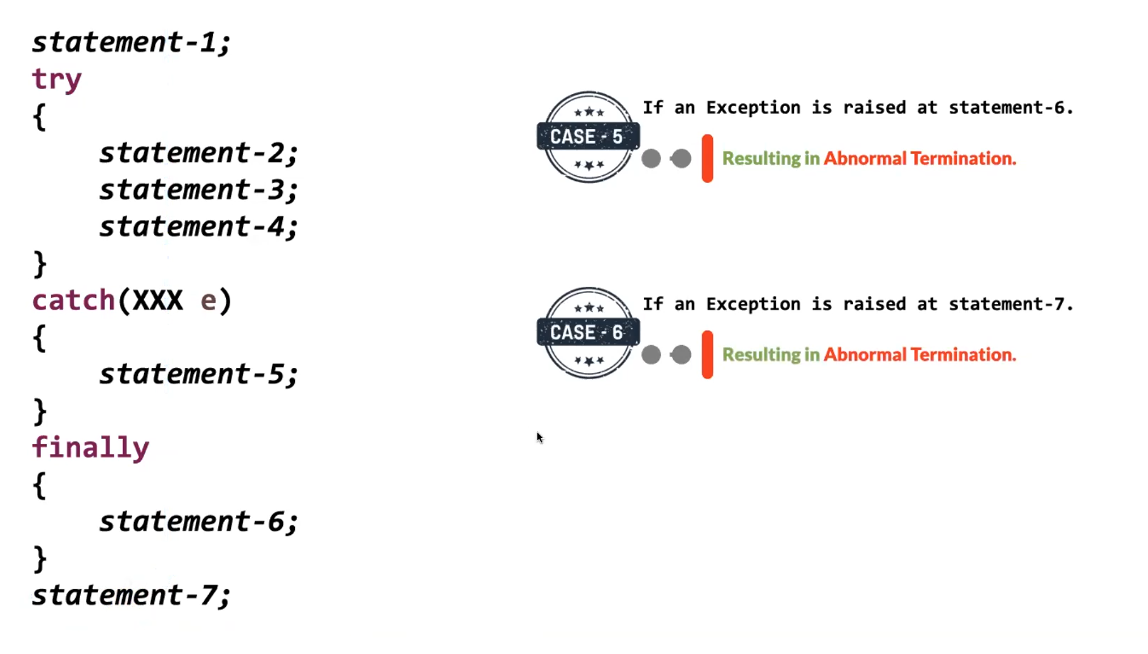 statement-1;
try
{
statement-2;
statement-3;
statement-4;
}
catch(XXX e)
{
statement-5;
}
finally
{
statement-6;
}
statement-7;
CASE - 5
If an Exception is raised at statement-6.
Resulting in Abnormal Termination.
CASE - 6
If an Exception is raised at statement-7.
Resulting in Abnormal Termination.